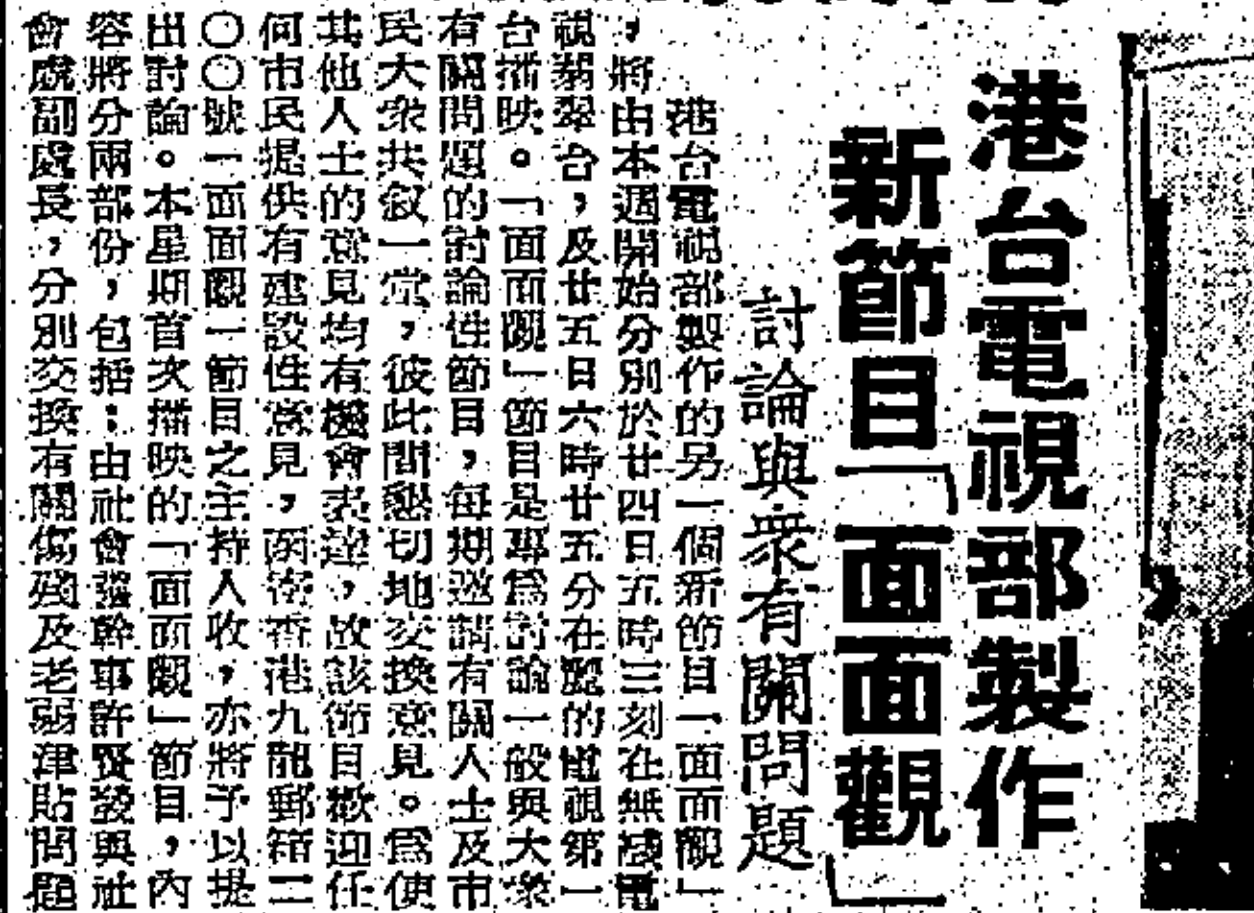 港台電視部製作
新節目「面面觀」
討論與衆有關問題
港台電視部製作的另一個新節目「面面觀」
,將由本週開始分別於廿四日五時三刻在無綫電
視翡翠台,及廿五日六時廿五分在麗的電視第一
台播映。「面面觀」節目是專爲討論一般與大衆
有關問題的討論性節目,每期邀請有關人士及市
民大衆共叙一堂,彼此間懇切地交換意見。爲使
其他人士的意見均有機會表達,故該節目歡迎任
何市民提供有建設性意見,函寄香港九龍郵箱二
〇〇號「面面觀」節目之主持人收,亦將予以提
出討論。本星期首次播映的「面面觀」節目,內
容將分兩部份,包括:由社會福幹事許賢發與社
會處副處長,分別交換有關傷殘及老弱津貼問題